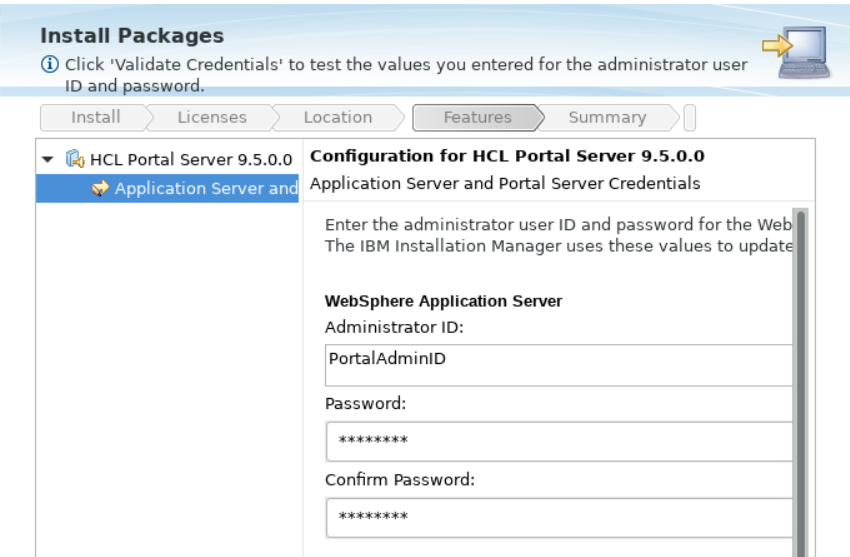 Install Packages
Click 'Validate Credentials' to test the values you entered for the administrator user
ID and password.
Install Licenses Location Features Summary
HCL Portal Server 9.5.0.0
Application Server and
Configuration for HCL Portal Server 9.5.0.0
Application Server and Portal Server Credentials
Enter the administrator user ID and password for the Web
The IBM Installation Manager uses these values to update
WebSphere Application Server
Administrator ID:
PortalAdminID
Password:
********
Confirm Password:
********